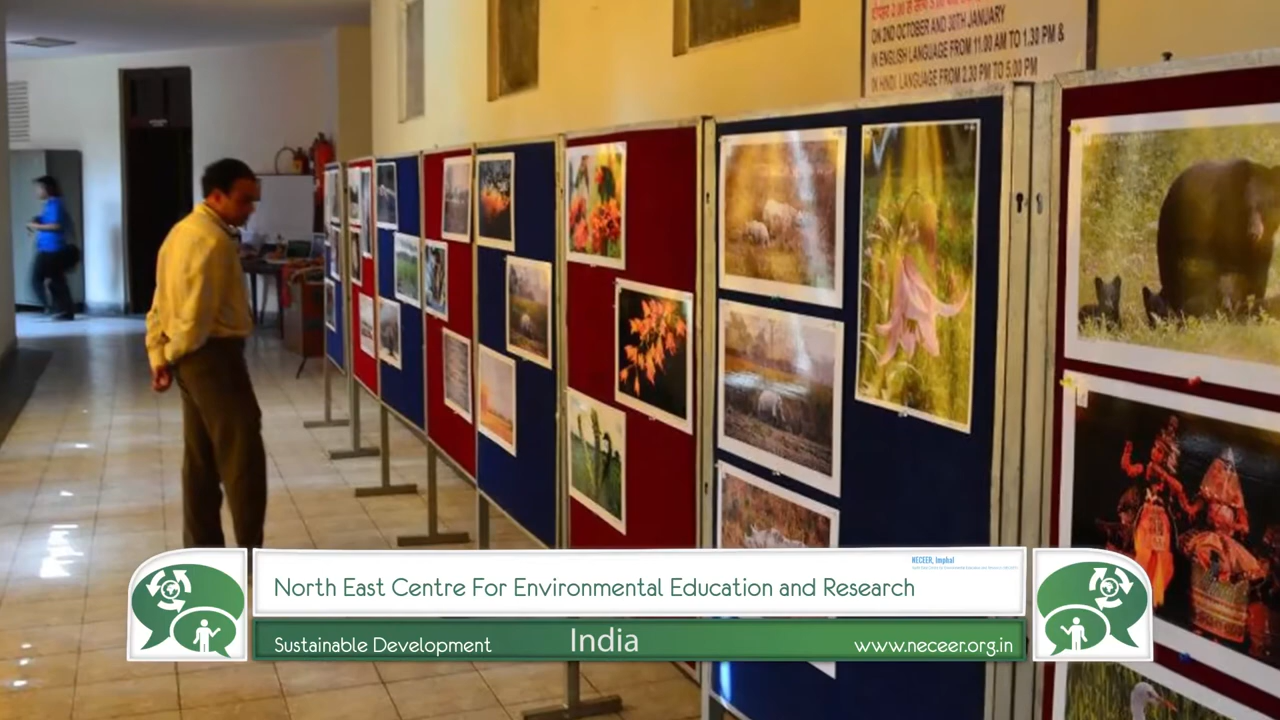 ON 2ND OCTOBER AND 30TH JANUARY
IN ENGLISH LANGUAGE FROM 11.00 AM TO 1.30 PM &
IN HINDI LANGUAGE FROM 2.30 PM TO 5.00 PM
NECEER, Imphal
North East Centre For Environmental Education and Research
Sustainable Development
India
www.neceer.org.in